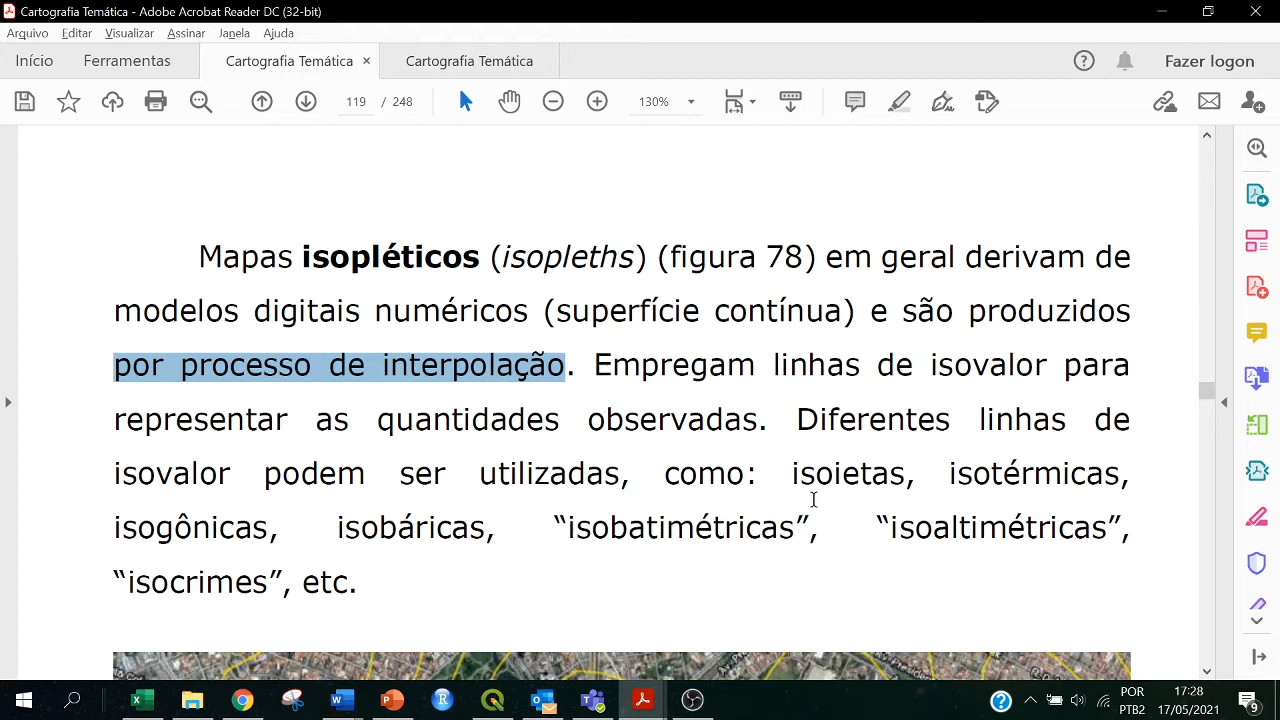 Cartografia Temática - Adobe Acrobat Reader DC (32-bit)
Arquivo Editar Visualizar Assinar Janela Ajuda
Início Ferramentas Cartografia Temática × Cartografia Temática Fazer logon
119 / 248 130%
Mapas isopléticos (isopleths) (figura 78) em geral derivam de
modelos digitais numéricos (superfície contínua) e são produzidos
por processo de interpolação. Empregam linhas de isovalor para
representar as quantidades observadas. Diferentes linhas de
isovalor podem ser utilizadas, como: isoietas, isotérmicas,
isogônicas, isobáricas, “isobatimétricas”, “isoaltimétricas”,
“isocrimes”, etc.
POR 17:28
PTB2 17/05/2021 9